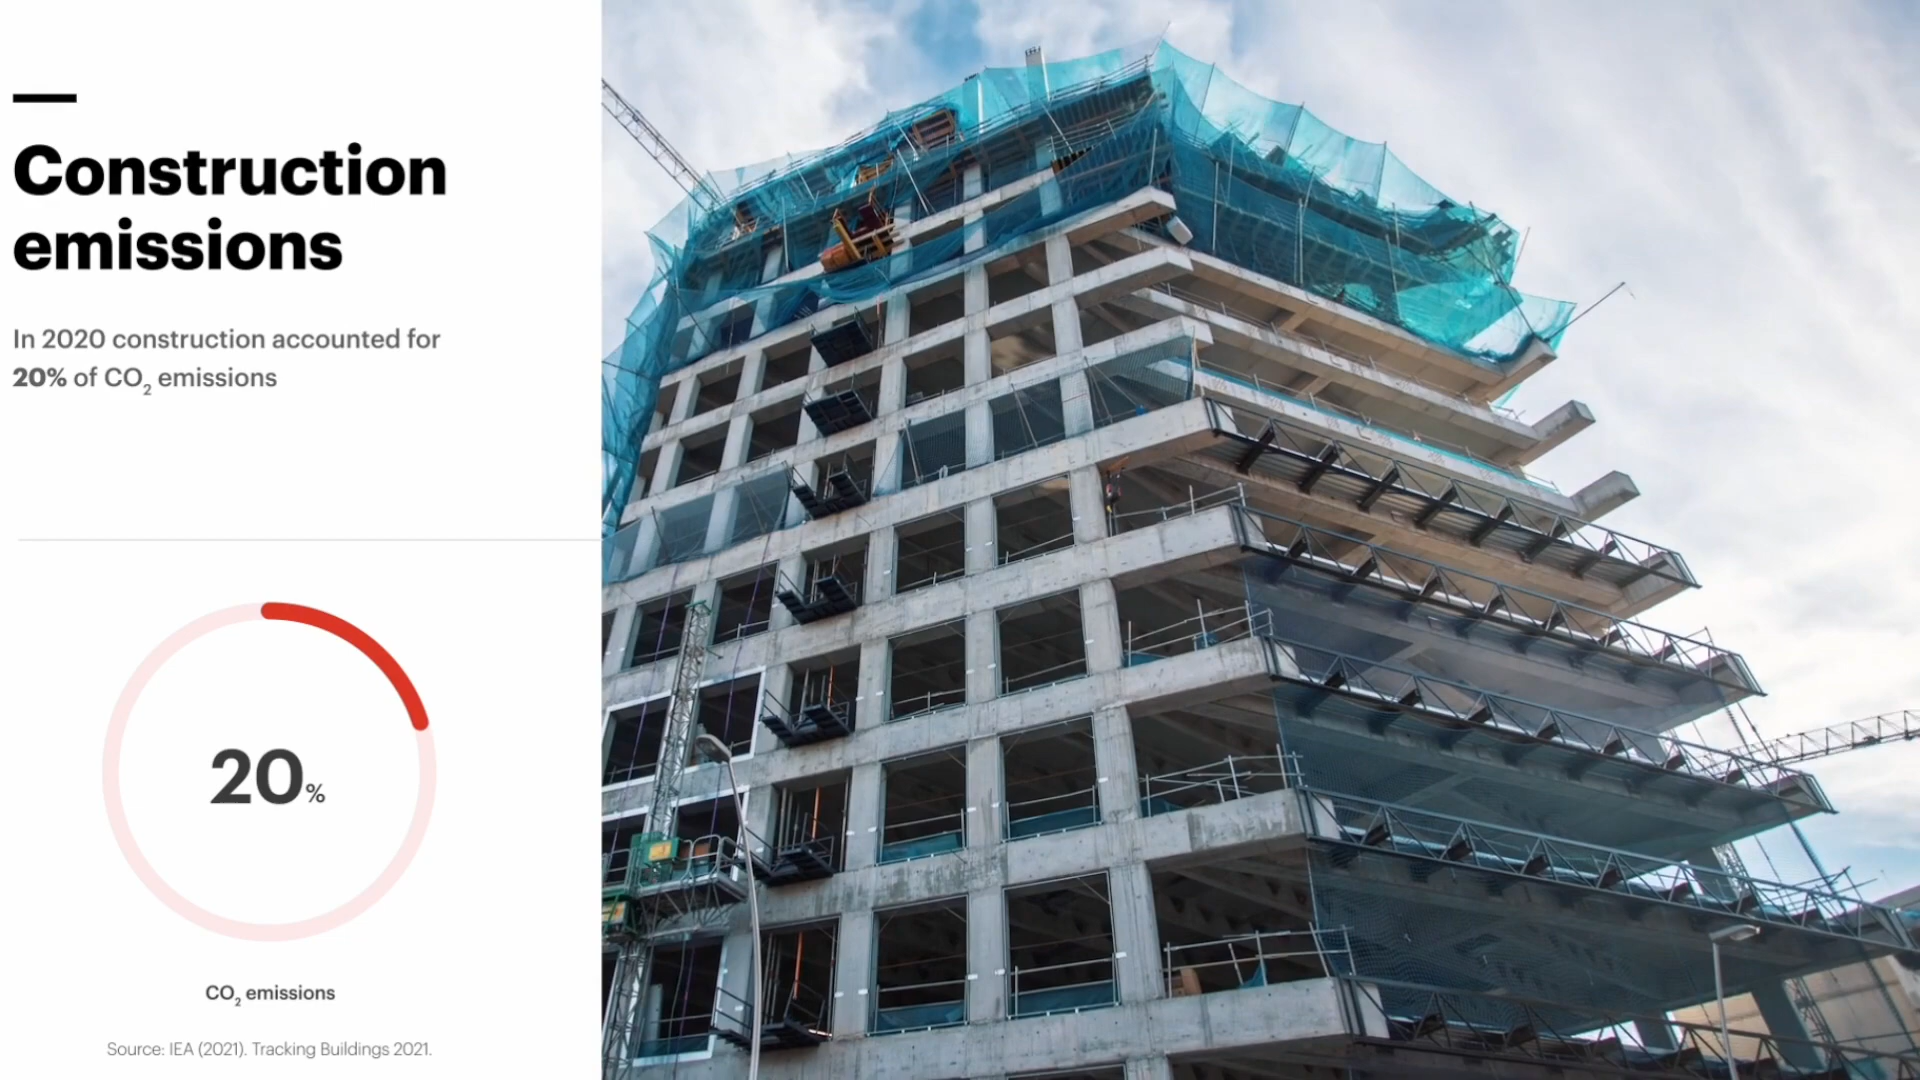 Construction
emissions
In 2020 construction accounted for
20% of CO₂ emissions
20%
CO₂ emissions
Source: IEA (2021). Tracking Buildings 2021.